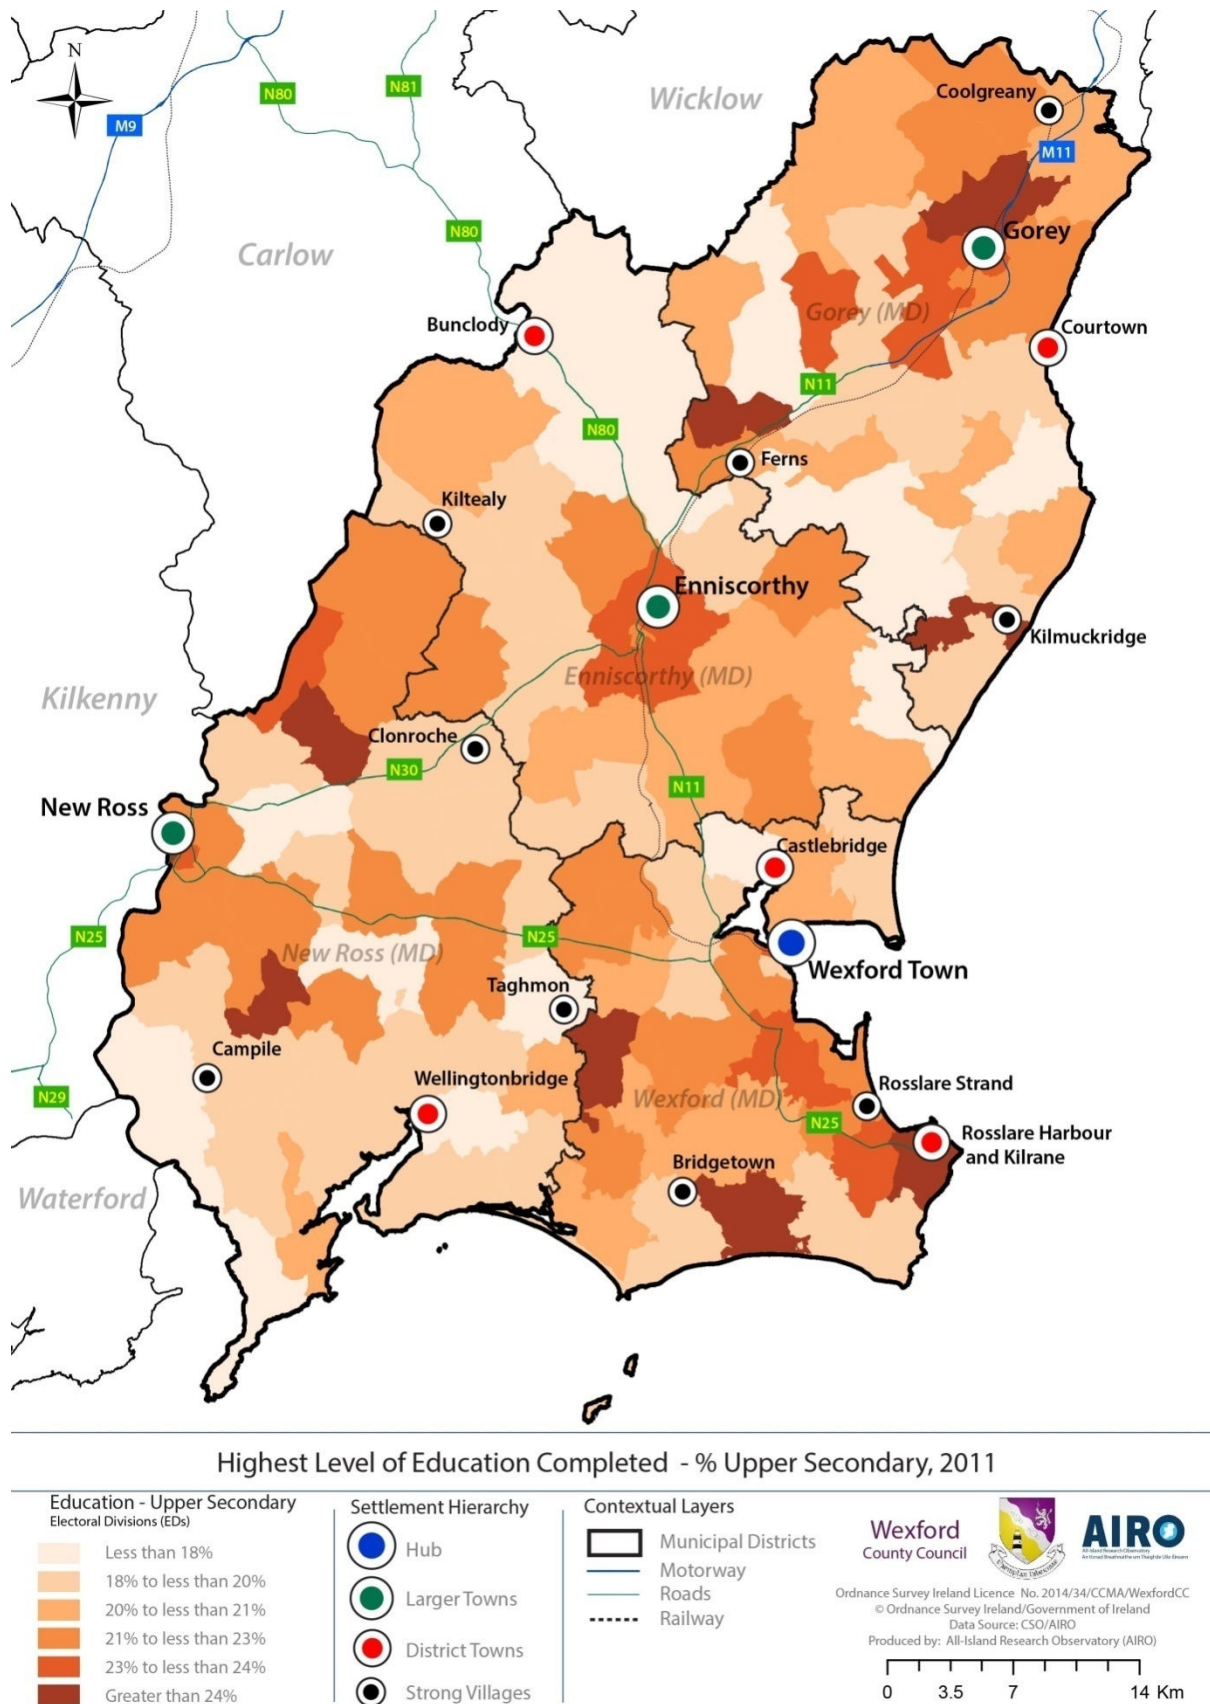 N
Wicklow
Coolgreany
N80
N81
M9
M11
N80
Carlow
Gorey
Gorey (MD)
Bunclody
Courtown
N11
N80
Ferns
Kiltealy
Enniscorthy
Kilmuckridge
Enniscorthy (MD)
Kilkenny
Clonroche
N30
N11
New Ross
Castlebridge
N25
N25
New Ross (MD)
Wexford Town
Taghmon
Campile
Wellingtonbridge
Rosslare Strand
N29
Wexford (MD)
N25
Rosslare Harbour
and Kilrane
Bridgetown
Waterford
Highest Level of Education Completed - % Upper Secondary, 2011
Education - Upper Secondary
Electoral Divisions (EDs)
Less than 18%
18% to less than 20%
20% to less than 21%
21% to less than 23%
23% to less than 24%
Greater than 24%
Settlement Hierarchy
Hub
Larger Towns
District Towns
Strong Villages
Contextual Layers
Municipal Districts
Motorway
Roads
Railway
Wexford
County Council
AIRO
All-Island Research Observatory
Ordnance Survey Ireland Licence No. 2014/34/CCMA/WexfordCC
© Ordnance Survey Ireland/Government of Ireland
Data Source: CSO/AIRO
Produced by: All-Island Research Observatory (AIRO)
0 3.5 7 14 Km